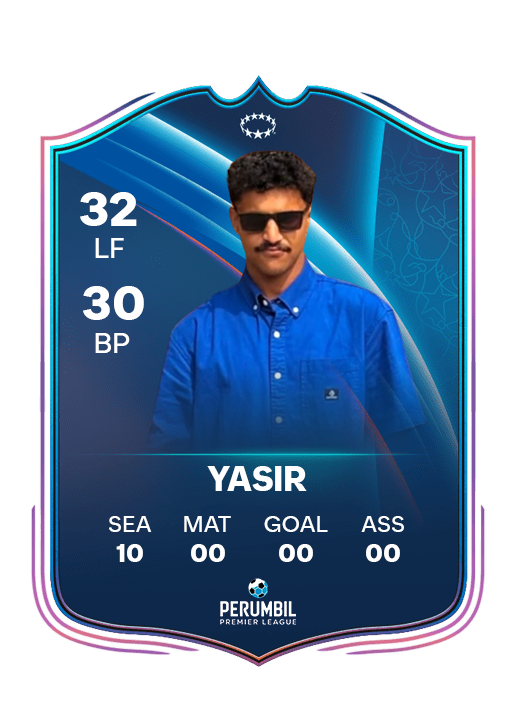 32
LF
30
BP
YASIR
SEA MAT GOAL ASS
10 00 00 00
PERUMBIL
PREMIER LEAGUE